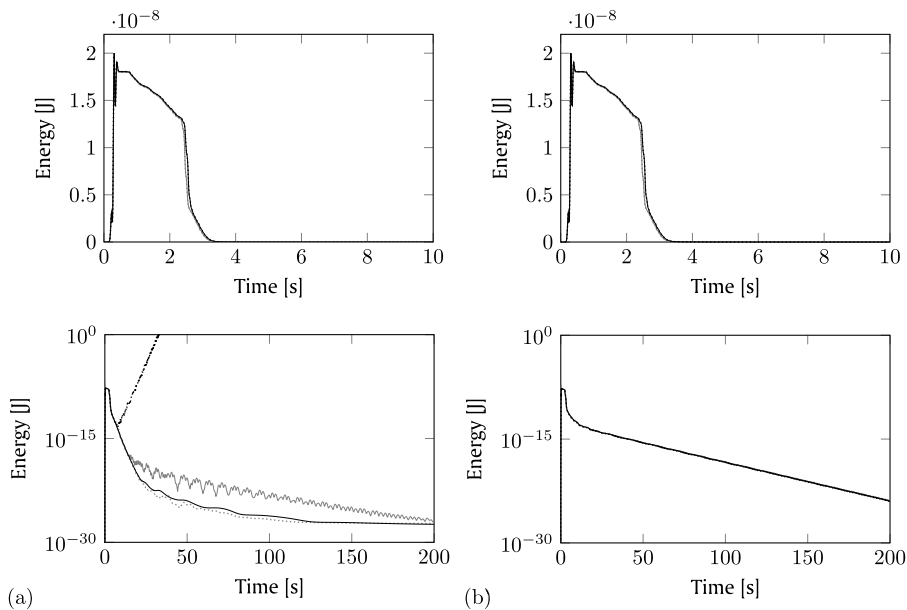 ·10⁻⁸ ·10⁻⁸
2 2
1.5 1.5
1 1
0.5 0.5
0 0
0 2 4 6 8 10 0 2 4 6 8 10
Energy [J] Energy [J]
Time [s] Time [s]
10⁰ 10⁰
10⁻¹⁵ 10⁻¹⁵
10⁻³⁰ 10⁻³⁰
0 50 100 150 200 0 50 100 150 200
Energy [J] Energy [J]
Time [s] Time [s]
(a) (b)